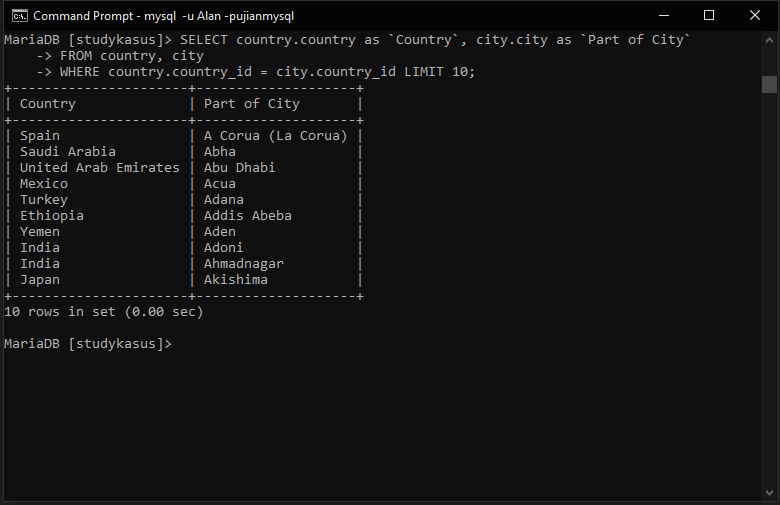 Command Prompt - mysql  -u Alan -pujianmysql
MariaDB [studykasus]> SELECT country.country as `Country`, city.city as `Part of City`
    -> FROM country, city
    -> WHERE country.country_id = city.country_id LIMIT 10;
+----------------------+--------------------+
| Country              | Part of City       |
+----------------------+--------------------+
| Spain                | A Corua (La Corua) |
| Saudi Arabia         | Abha               |
| United Arab Emirates | Abu Dhabi          |
| Mexico               | Acua               |
| Turkey               | Adana              |
| Ethiopia             | Addis Abeba        |
| Yemen                | Aden               |
| India                | Adoni              |
| India                | Ahmadnagar         |
| Japan                | Akishima           |
+----------------------+--------------------+
10 rows in set (0.00 sec)
MariaDB [studykasus]>